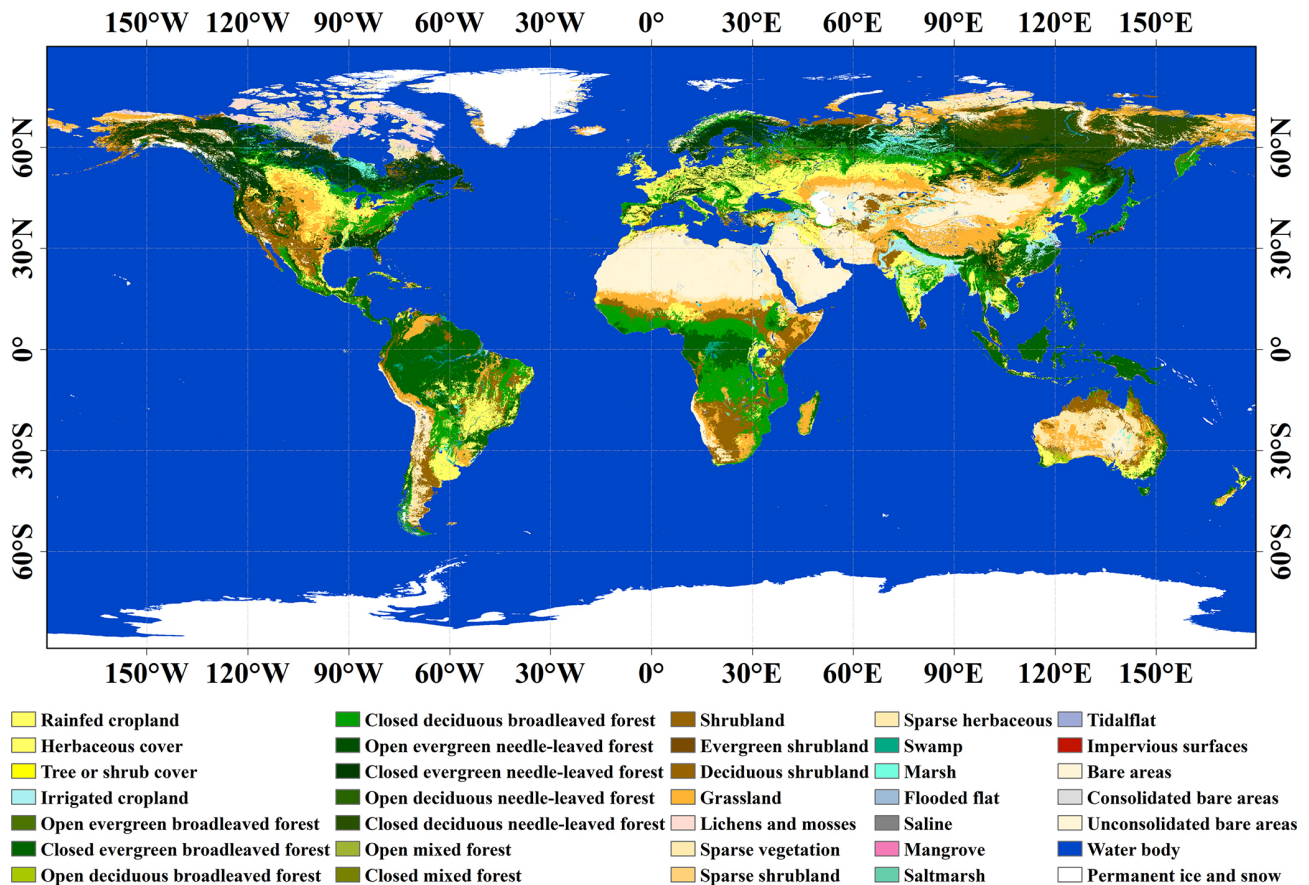 150°W 120°W 90°W 60°W 30°W 0° 30°E 60°E 90°E 120°E 150°E
60°N 60°N
30°N 30°N
0° 0°
30°S 30°S
60°S 60°S
150°W 120°W 90°W 60°W 30°W 0° 30°E 60°E 90°E 120°E 150°E
Rainfed cropland
Herbaceous cover
Tree or shrub cover
Irrigated cropland
Open evergreen broadleaved forest
Closed evergreen broadleaved forest
Open deciduous broadleaved forest
Closed deciduous broadleaved forest
Open evergreen needle-leaved forest
Closed evergreen needle-leaved forest
Open deciduous needle-leaved forest
Closed deciduous needle-leaved forest
Open mixed forest
Closed mixed forest
Shrubland
Evergreen shrubland
Deciduous shrubland
Grassland
Lichens and mosses
Sparse vegetation
Sparse shrubland
Sparse herbaceous
Swamp
Marsh
Flooded flat
Saline
Mangrove
Saltmarsh
Tidalflat
Impervious surfaces
Bare areas
Consolidated bare areas
Unconsolidated bare areas
Water body
Permanent ice and snow